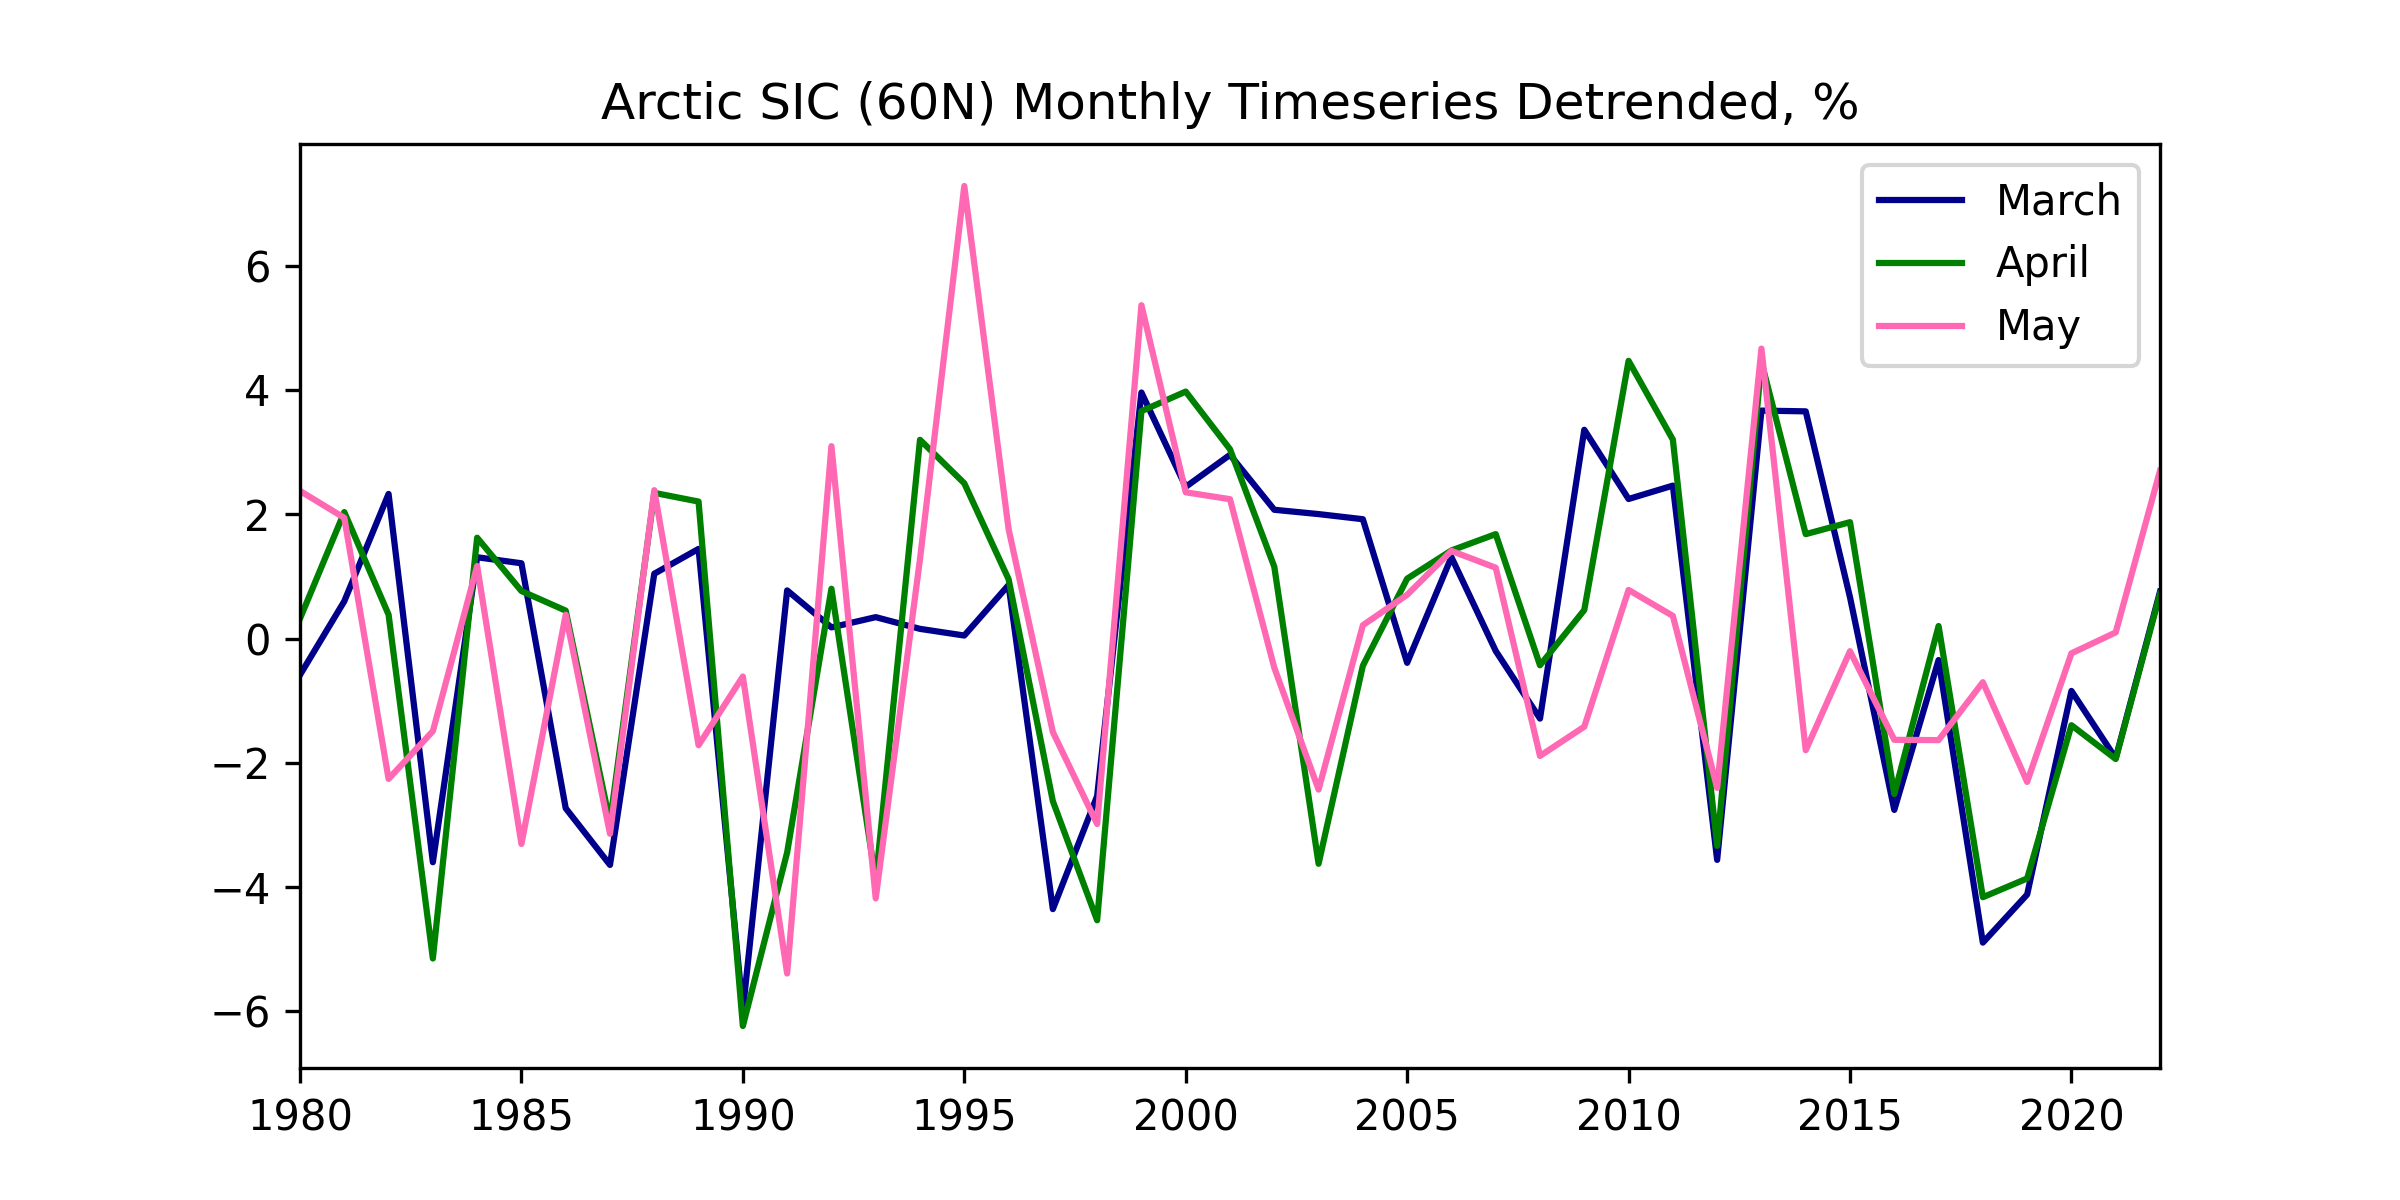 Arctic SIC (60N) Monthly Timeseries Detrended, %
March
April
May
6
4
2
0
−2
−4
−6
1980 1985 1990 1995 2000 2005 2010 2015 2020